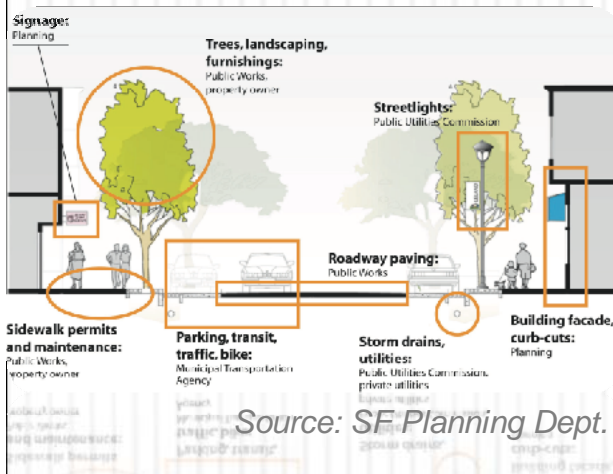 Signage:
Planning
Trees, landscaping,
furnishings:
Public Works,
property owner
Streetlights:
Public Utilities Commission
Roadway paving:
Public Works
Sidewalk permits
and maintenance:
Public Works,
property owner
Parking, transit,
traffic, bike:
Municipal Transportation
Agency
Storm drains,
utilities:
Public Utilities Commission,
private utilities
Building facade,
curb-cuts:
Planning
Source: SF Planning Dept.